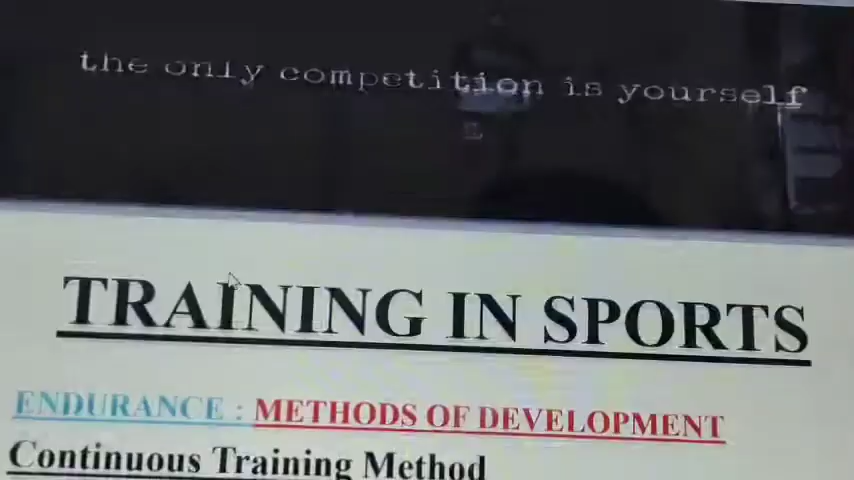 the only competition is yourself
TRAINING IN SPORTS
ENDURANCE : METHODS OF DEVELOPMENT
Continuous Training Method